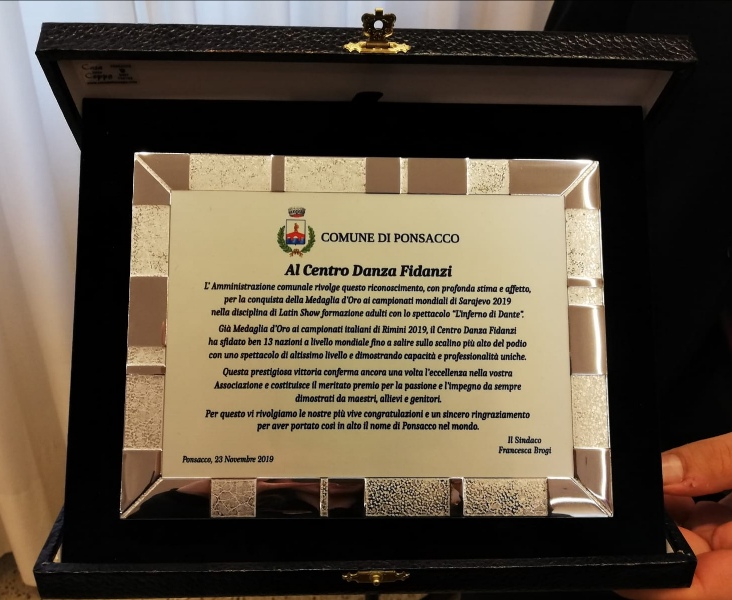 COMUNE DI PONSACCO
Al Centro Danza Fidanzi
L'Amministrazione comunale rivolge questo riconoscimento, con profonda stima e affetto,
per la conquista della Medaglia d'Oro ai campionati mondiali di Sarajevo 2019
nella disciplina di Latin Show formazione adulti con lo spettacolo "L'inferno di Dante".
Già Medaglia d'Oro ai campionati italiani di Rimini 2019, il Centro Danza Fidanzi
ha sfidato ben 13 nazioni a livello mondiale fino a salire sullo scalino più alto del podio
con uno spettacolo di altissimo livello e dimostrando capacità e professionalità uniche.
Questa prestigiosa vittoria conferma ancora una volta l'eccellenza nella vostra
Associazione e costituisce il meritato premio per la passione e l'impegno da sempre
dimostrati da maestri, allievi e genitori.
Per questo vi rivolgiamo le nostre più vive congratulazioni e un sincero ringraziamento
per aver portato così in alto il nome di Ponsacco nel mondo.
Il Sindaco
Francesca Brogi
Ponsacco, 23 Novembre 2019